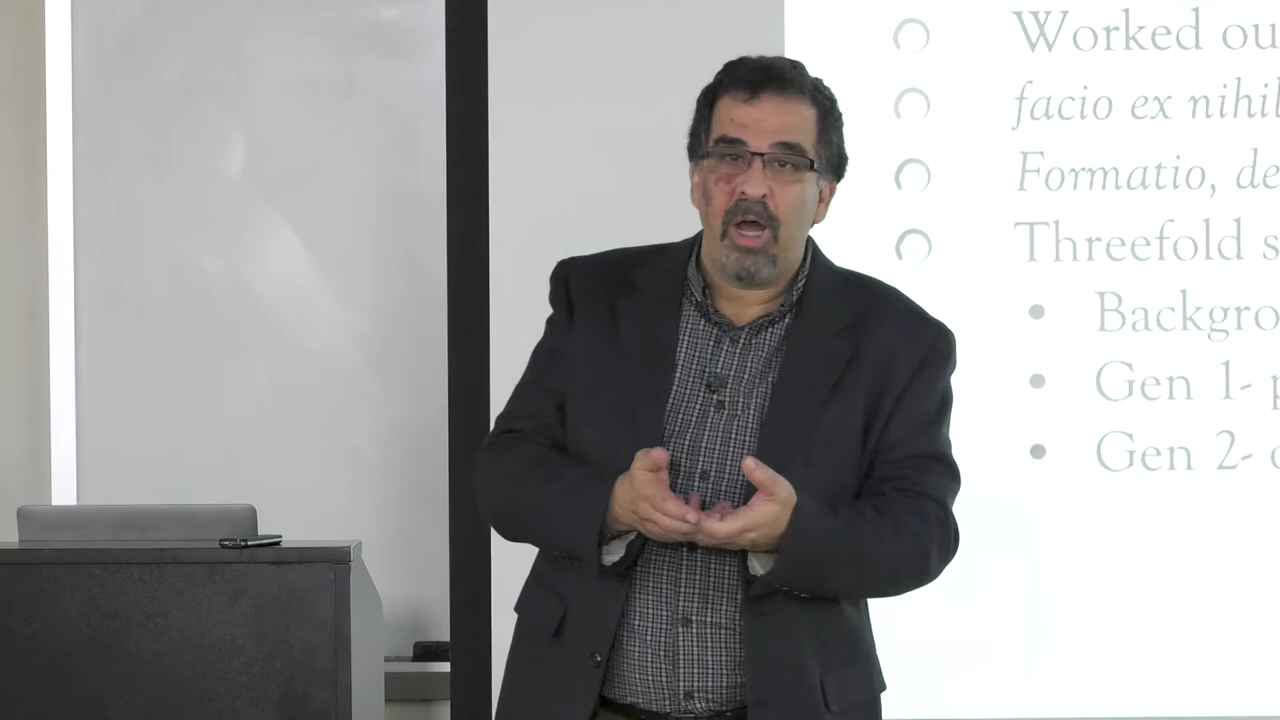 Worked ou
facio ex nihil
Formatio, de
Threefold s
Backgro
Gen 1- p
Gen 2- c